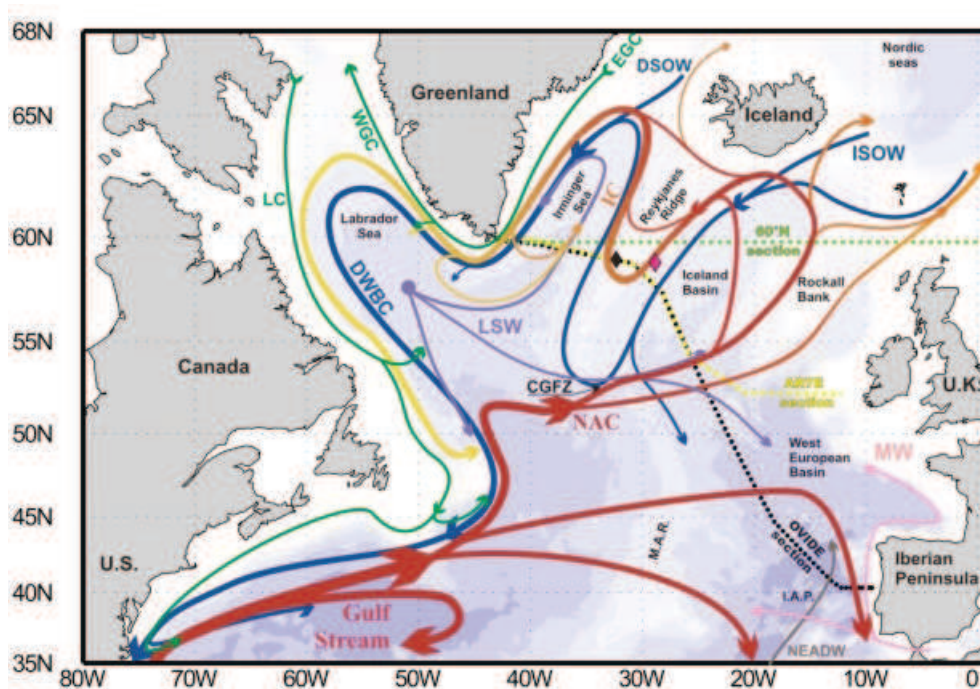 68N
65N
60N
55N
50N
45N
40N
35N
80W
70W
60W
50W
40W
30W
20W
10W
0
Nordic
seas
EGC
DSOW
Greenland
Iceland
WGC
ISOW
LC
IC
Irminger
Sea
Reykjanes
Ridge
Labrador
Sea
60°N
section
DWBC
Iceland
Basin
Rockall
Bank
LSW
Canada
CGFZ
section
U.K.
NAC
West
European
Basin
MW
M.A.R.
OVIDE
section
U.S.
Iberian
Peninsula
I.A.P.
Gulf
Stream
NEADW